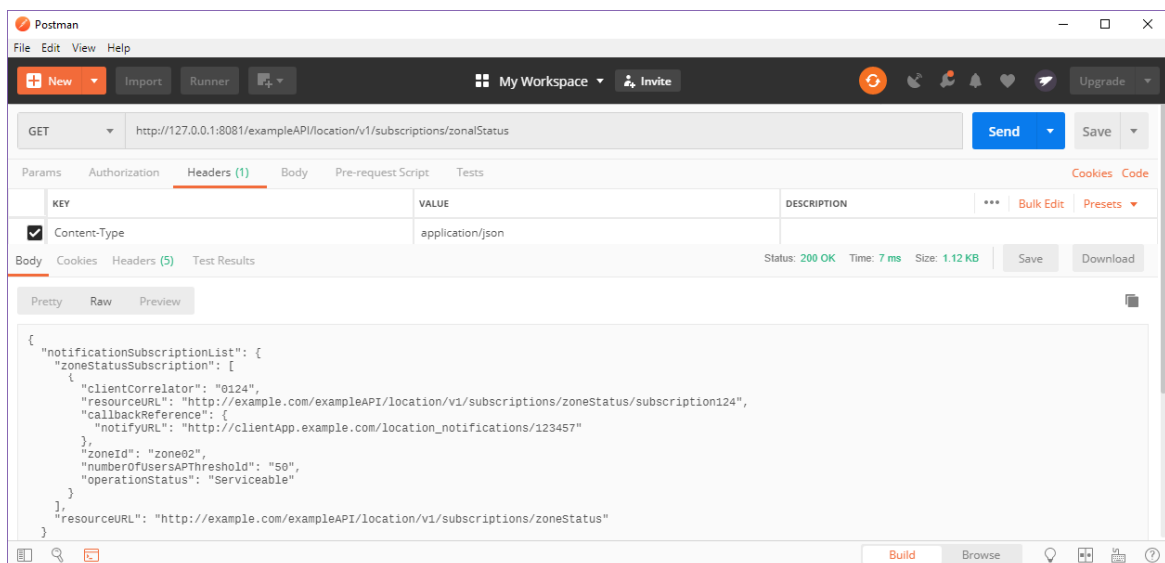 Postman
File Edit View Help
New Import Runner My Workspace Invite Upgrade
GET http://127.0.0.1:8081/exampleAPI/location/v1/subscriptions/zonalStatus Send Save
Params Authorization Headers (1) Body Pre-request Script Tests Cookies Code
KEY VALUE DESCRIPTION ••• Bulk Edit Presets
Content-Type application/json
Body Cookies Headers (5) Test Results Status: 200 OK Time: 7 ms Size: 1.12 KB Save Download
Pretty Raw Preview
{
"notificationSubscriptionList": {
"zoneStatusSubscription": [
{
"clientCorrelator": "0124",
"resourceURL": "http://example.com/exampleAPI/location/v1/subscriptions/zoneStatus/subscription124",
"callbackReference": {
"notifyURL": "http://clientApp.example.com/location_notifications/123457"
},
"zoneId": "zone02",
"numberOfUsersAPThreshold": "50",
"operationStatus": "Serviceable"
}
],
"resourceURL": "http://example.com/exampleAPI/location/v1/subscriptions/zoneStatus"
}
Build Browse